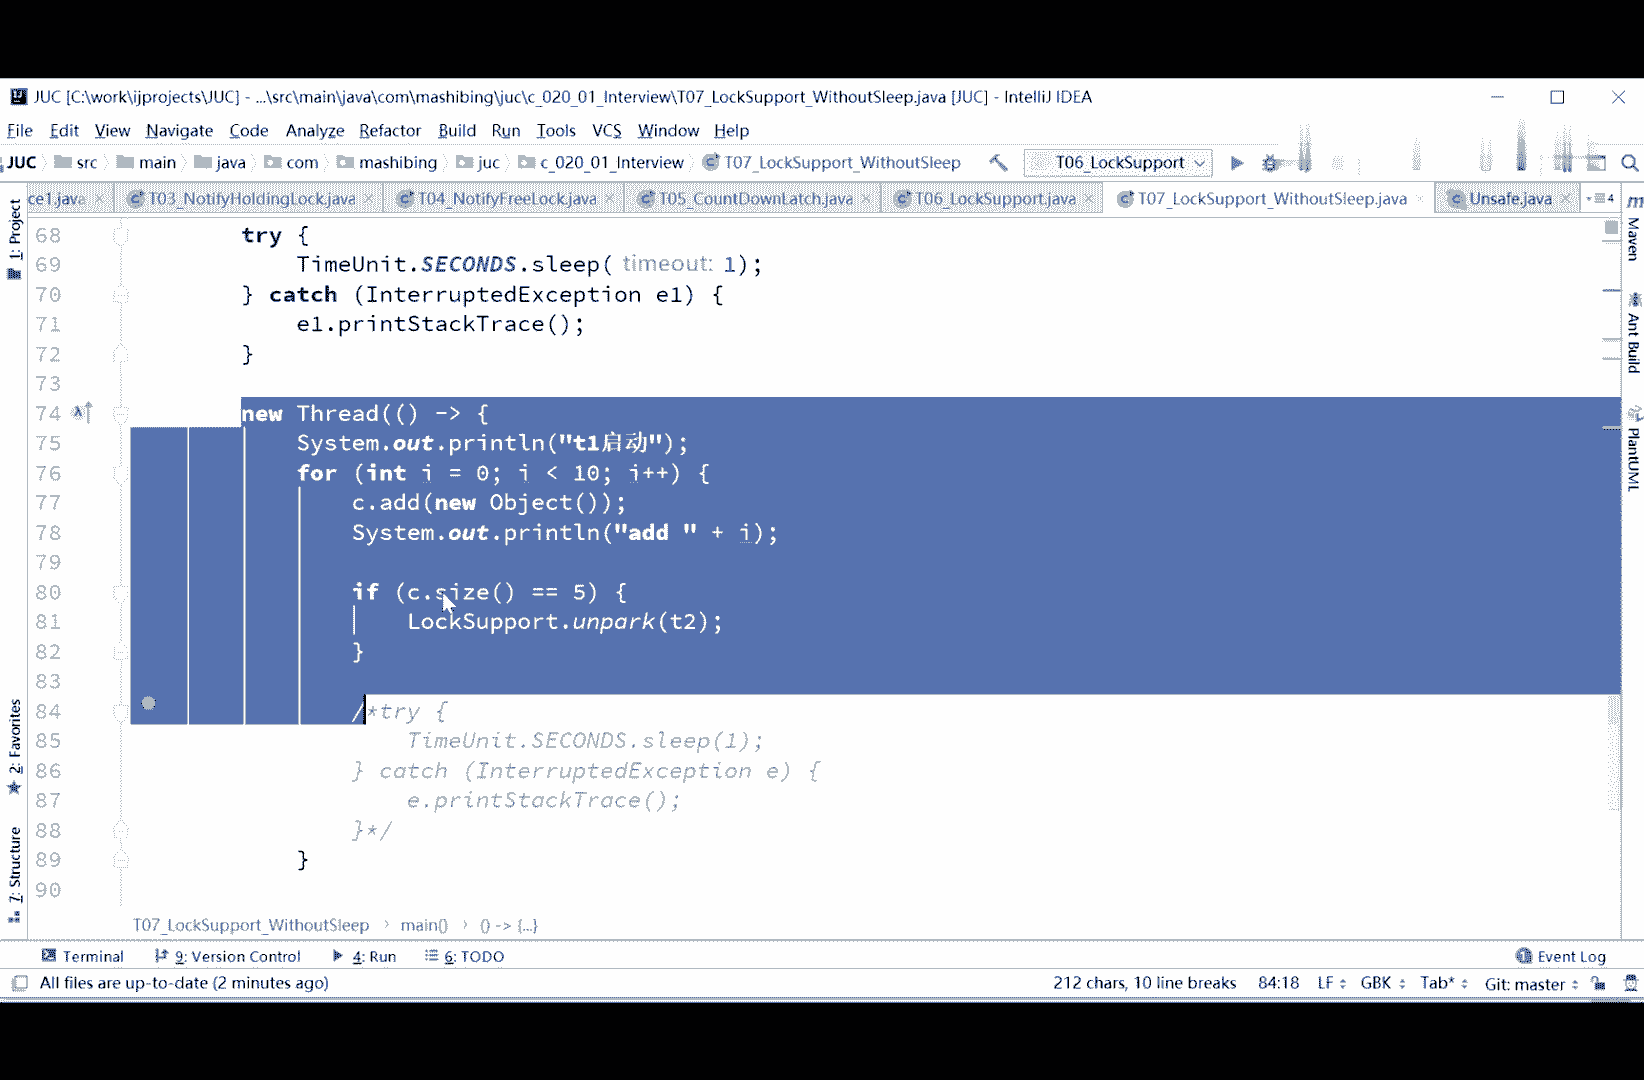 JUC [C:\work\ijprojects\JUC] - ...\src\main\java\com\mashibing\juc\c_020_01_Interview\T07_LockSupport_WithoutSleep.java [JUC] - IntelliJ IDEA
File Edit View Navigate Code Analyze Refactor Build Run Tools VCS Window Help
JUC src main java com mashibing juc c_020_01_Interview T07_LockSupport_WithoutSleep T06_LockSupport
ce1.java T03_NotifyHoldingLock.java T04_NotifyFreeLock.java T05_CountDownLatch.java T06_LockSupport.java T07_LockSupport_WithoutSleep.java Unsafe.java 4
1: Project
2: Favorites
7: Structure
68 try {
69 TimeUnit.SECONDS.sleep( timeout: 1);
70 } catch (InterruptedException e1) {
71 e1.printStackTrace();
72 }
73
74 new Thread(() -> {
75 System.out.println("t1启动");
76 for (int i = 0; i < 10; i++) {
77 c.add(new Object());
78 System.out.println("add " + i);
79
80 if (c.size() == 5) {
81 LockSupport.unpark(t2);
82 }
83
84 /*try {
85 TimeUnit.SECONDS.sleep(1);
86 } catch (InterruptedException e) {
87 e.printStackTrace();
88 }*/
89 }
90
Maven
Ant Build
PlantUML
T07_LockSupport_WithoutSleep › main() › () -> {...}
Terminal 9: Version Control 4: Run 6: TODO Event Log
All files are up-to-date (2 minutes ago) 212 chars, 10 line breaks 84:18 LF GBK Tab* Git: master